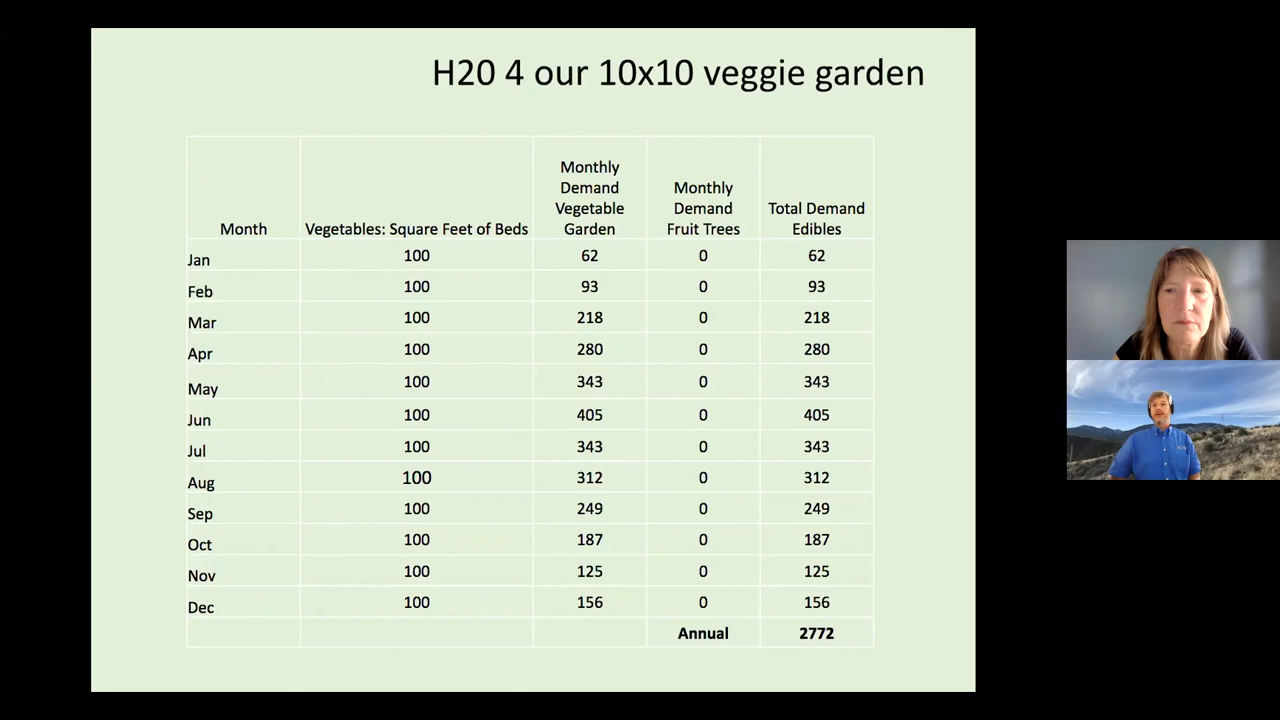 H20 4 our 10x10 veggie garden
Month Vegetables: Square Feet of Beds Monthly Demand Vegetable Garden Monthly Demand Fruit Trees Total Demand Edibles
Jan 100 62 0 62
Feb 100 93 0 93
Mar 100 218 0 218
Apr 100 280 0 280
May 100 343 0 343
Jun 100 405 0 405
Jul 100 343 0 343
Aug 100 312 0 312
Sep 100 249 0 249
Oct 100 187 0 187
Nov 100 125 0 125
Dec 100 156 0 156
Annual 2772